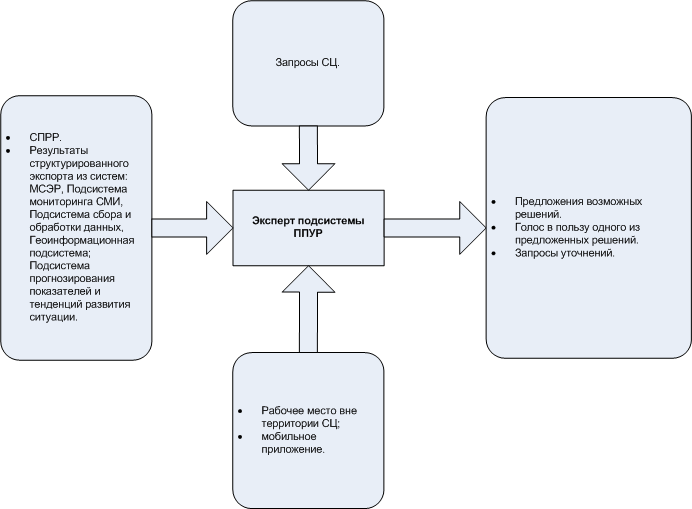 Запросы СЦ.
• СПРР.
• Результаты
структурированного
экспорта из систем:
МСЭР, Подсистема
мониторинга СМИ,
Подсистема сбора и
обработки данных,
Геоинформационная
подсистема;
Подсистема
прогнозирования
показателей и
тенденций развития
ситуации.
Эксперт подсистемы
ППУР
• Предложения возможных
решений.
• Голос в пользу одного из
предложенных решений.
• Запросы уточнений.
• Рабочее место вне
территории СЦ;
• мобильное
приложение.